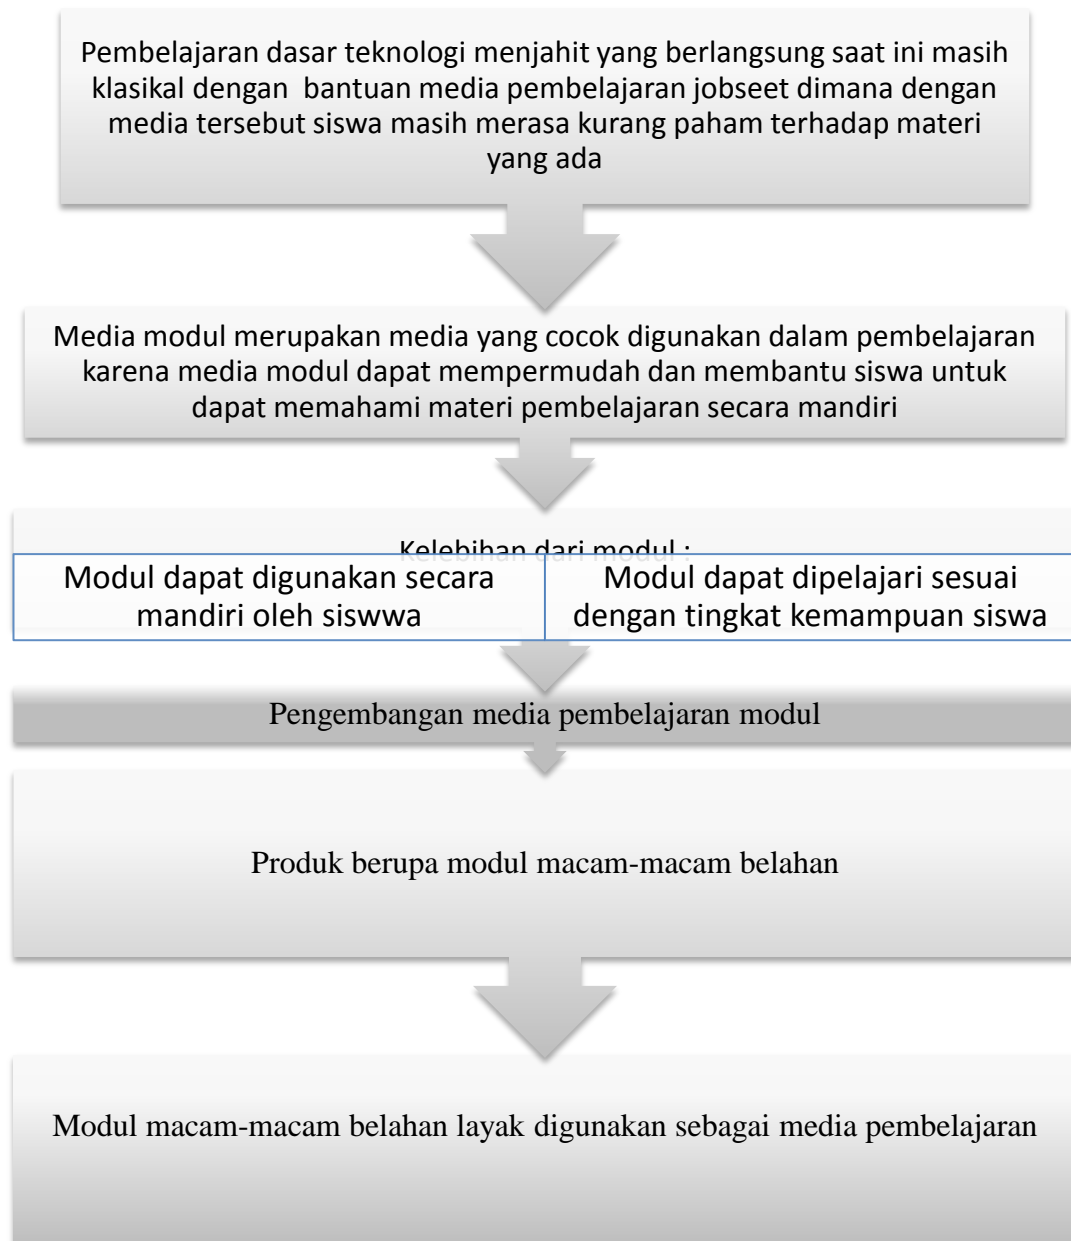 Pembelajaran dasar teknologi menjahit yang berlangsung saat ini masih
klasikal dengan bantuan media pembelajaran jobseet dimana dengan
media tersebut siswa masih merasa kurang paham terhadap materi
yang ada
Media modul merupakan media yang cocok digunakan dalam pembelajaran
karena media modul dapat mempermudah dan membantu siswa untuk
dapat memahami materi pembelajaran secara mandiri
Kelebihan dari modul :
Modul dapat digunakan secara
mandiri oleh siswwa
Modul dapat dipelajari sesuai
dengan tingkat kemampuan siswa
Pengembangan media pembelajaran modul
Produk berupa modul macam-macam belahan
Modul macam-macam belahan layak digunakan sebagai media pembelajaran